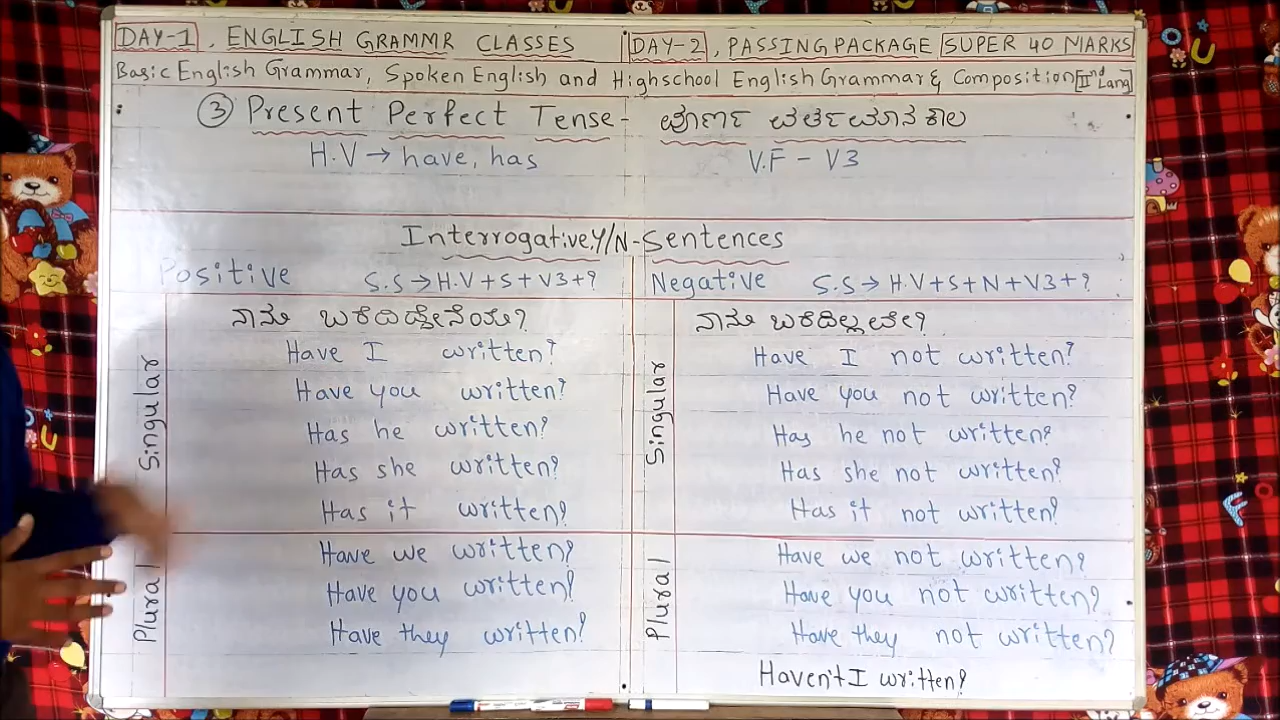 DAY-1, ENGLISH GRAMMR CLASSES DAY-2, PASSING PACKAGE SUPER 40 MARKS
Basic English Grammar, Spoken English and Highschool English Grammar & Composition [IInd Lang]
③ Present Perfect Tense - ಪೂರ್ಣ ವರ್ತಮಾನ ಕಾಲ
H.V → have, has V.F - V3
Interrogative, Y/N - Sentences
Positive S.S → H.V + S + V3 + ?
Negative S.S → H.V + S + N + V3 + ?
Singular
ನಾನು ಬರೆದಿದ್ದೇನೆಯೇ?
Have I written?
Have you written?
Has he written?
Has she written?
Has it written?
Plural
Have we written?
Have you written?
Have they written?
Singular
ನಾನು ಬರೆದಿಲ್ಲವೇ?
Have I not written?
Have you not written?
Has he not written?
Has she not written?
Has it not written?
Plural
Have we not written?
Have you not written?
Have they not written?
Haven't I written?